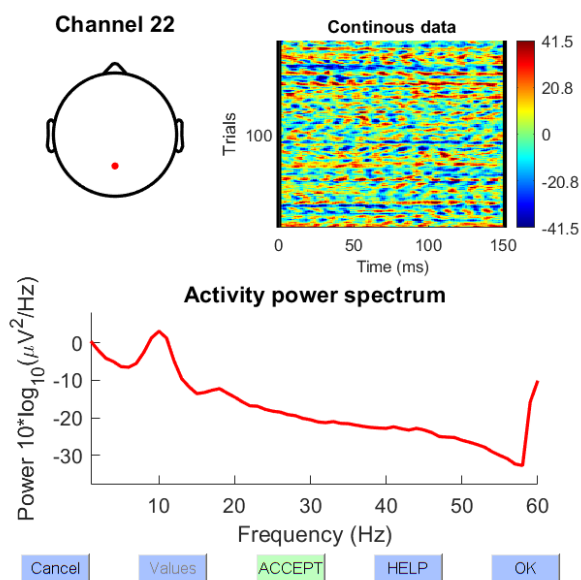 Channel 22
Continous data
Trials
100
0
50
100
150
Time (ms)
41.5
20.8
0
-20.8
-41.5
Activity power spectrum
Power 10*log10(μV2/Hz)
0
-10
-20
-30
10
20
30
40
50
60
Frequency (Hz)
Cancel
Values
ACCEPT
HELP
OK